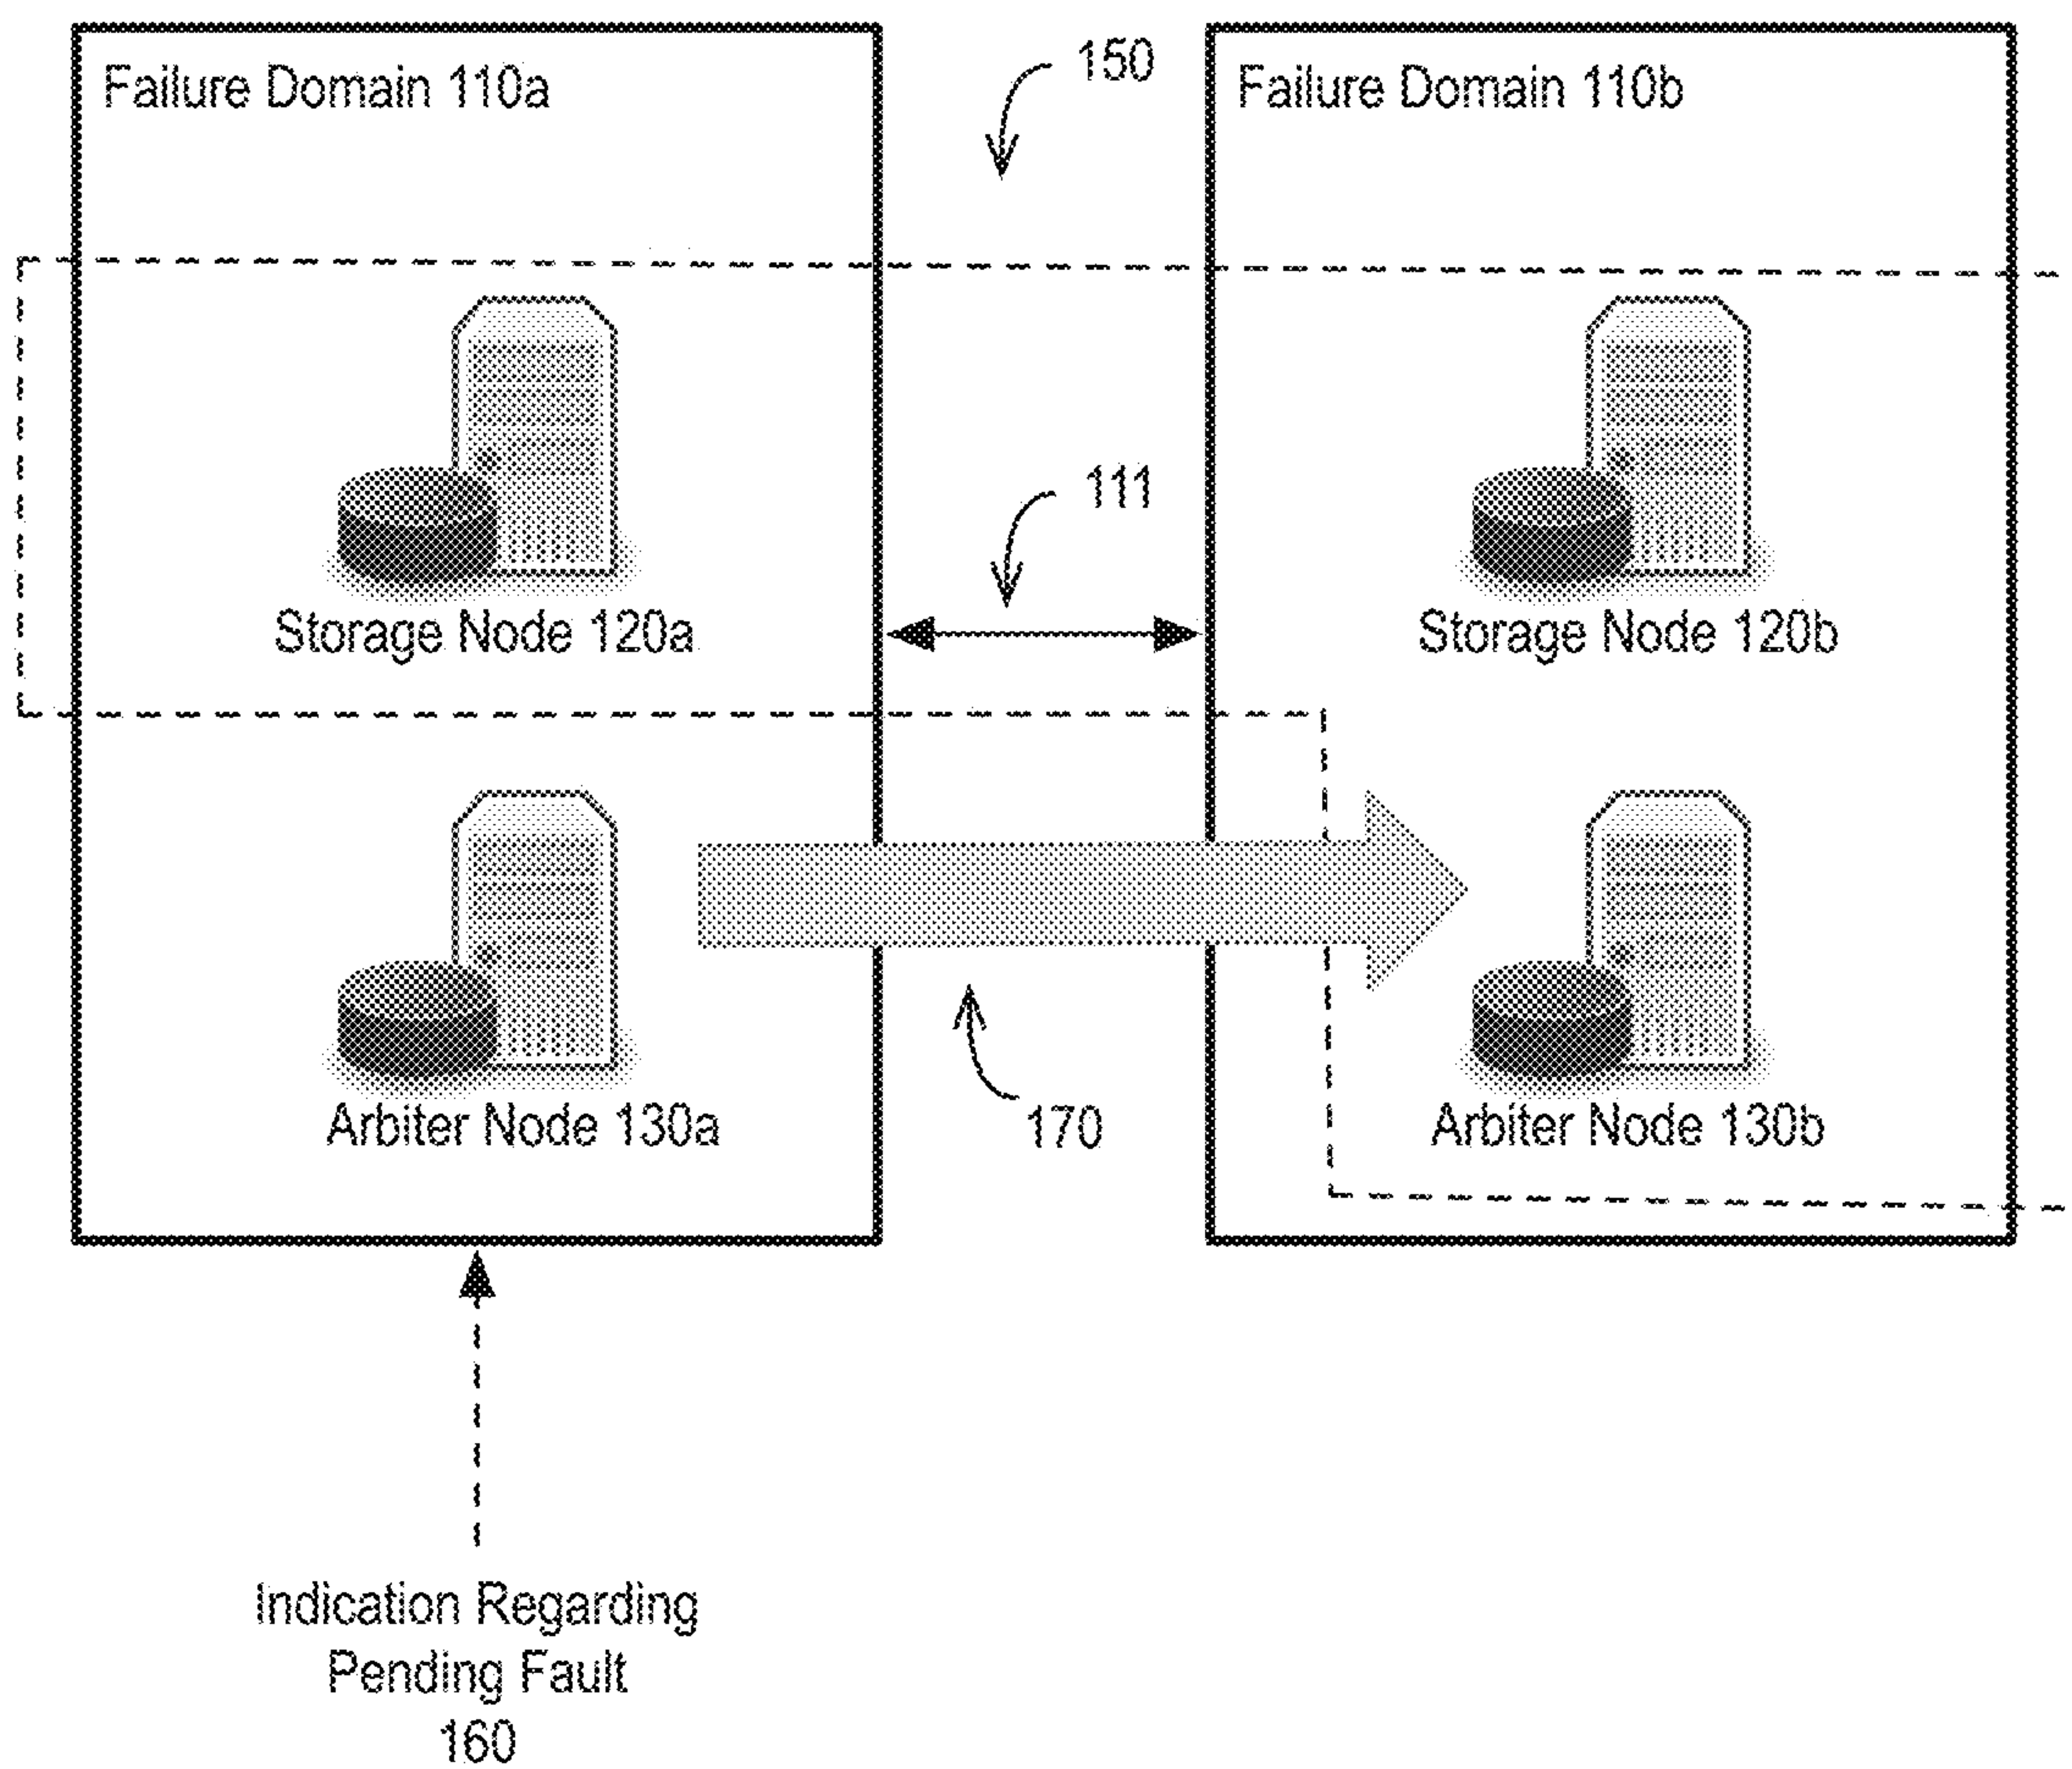 Failure Domain 110a
150
Failure Domain 110b
111
Storage Node 120a
Storage Node 120b
Arbiter Node 130a
170
Arbiter Node 130b
Indication Regarding
Pending Fault
160